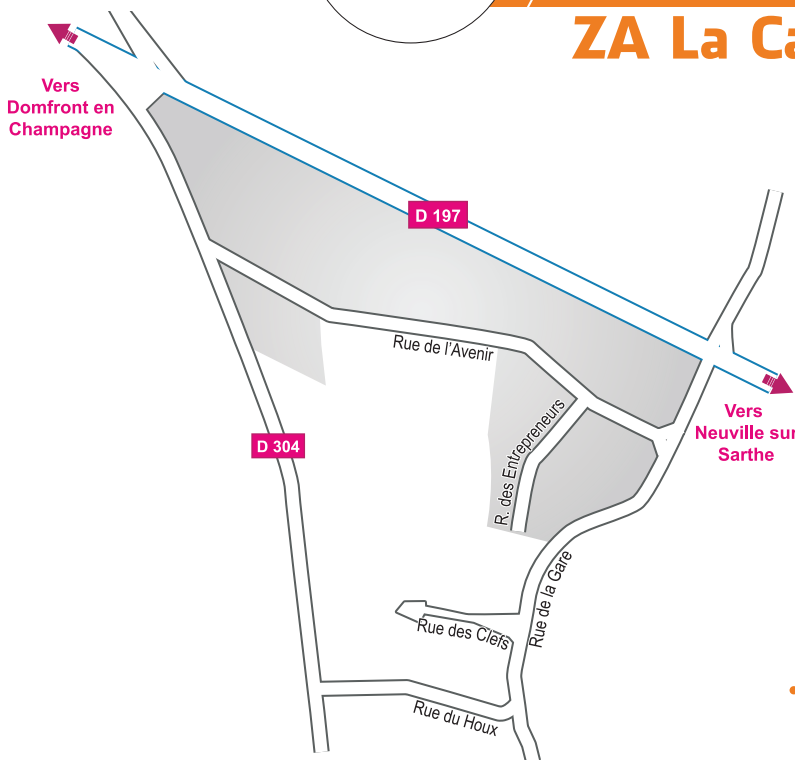 ZA La Ca
Vers
Domfront en
Champagne
D 197
Rue de l'Avenir
Vers
Neuville sur
Sarthe
R. des Entrepreneurs
D 304
Rue de la Gare
Rue des Clefs
Rue du Houx